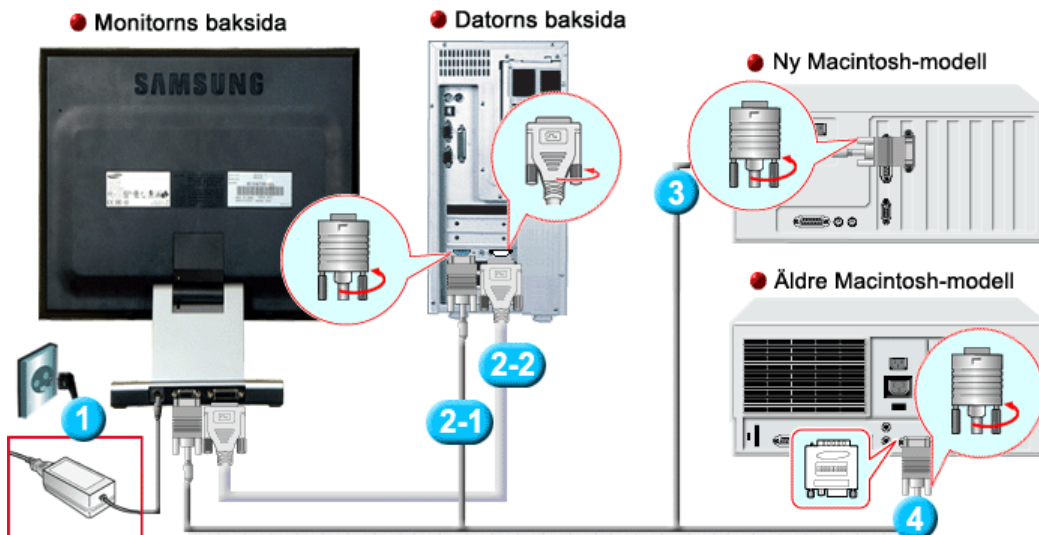 Monitorns baksida
Datorns baksida
Ny Macintosh-modell
SAMSUNG
3
Äldre Macintosh-modell
2-2
1
2-1
4